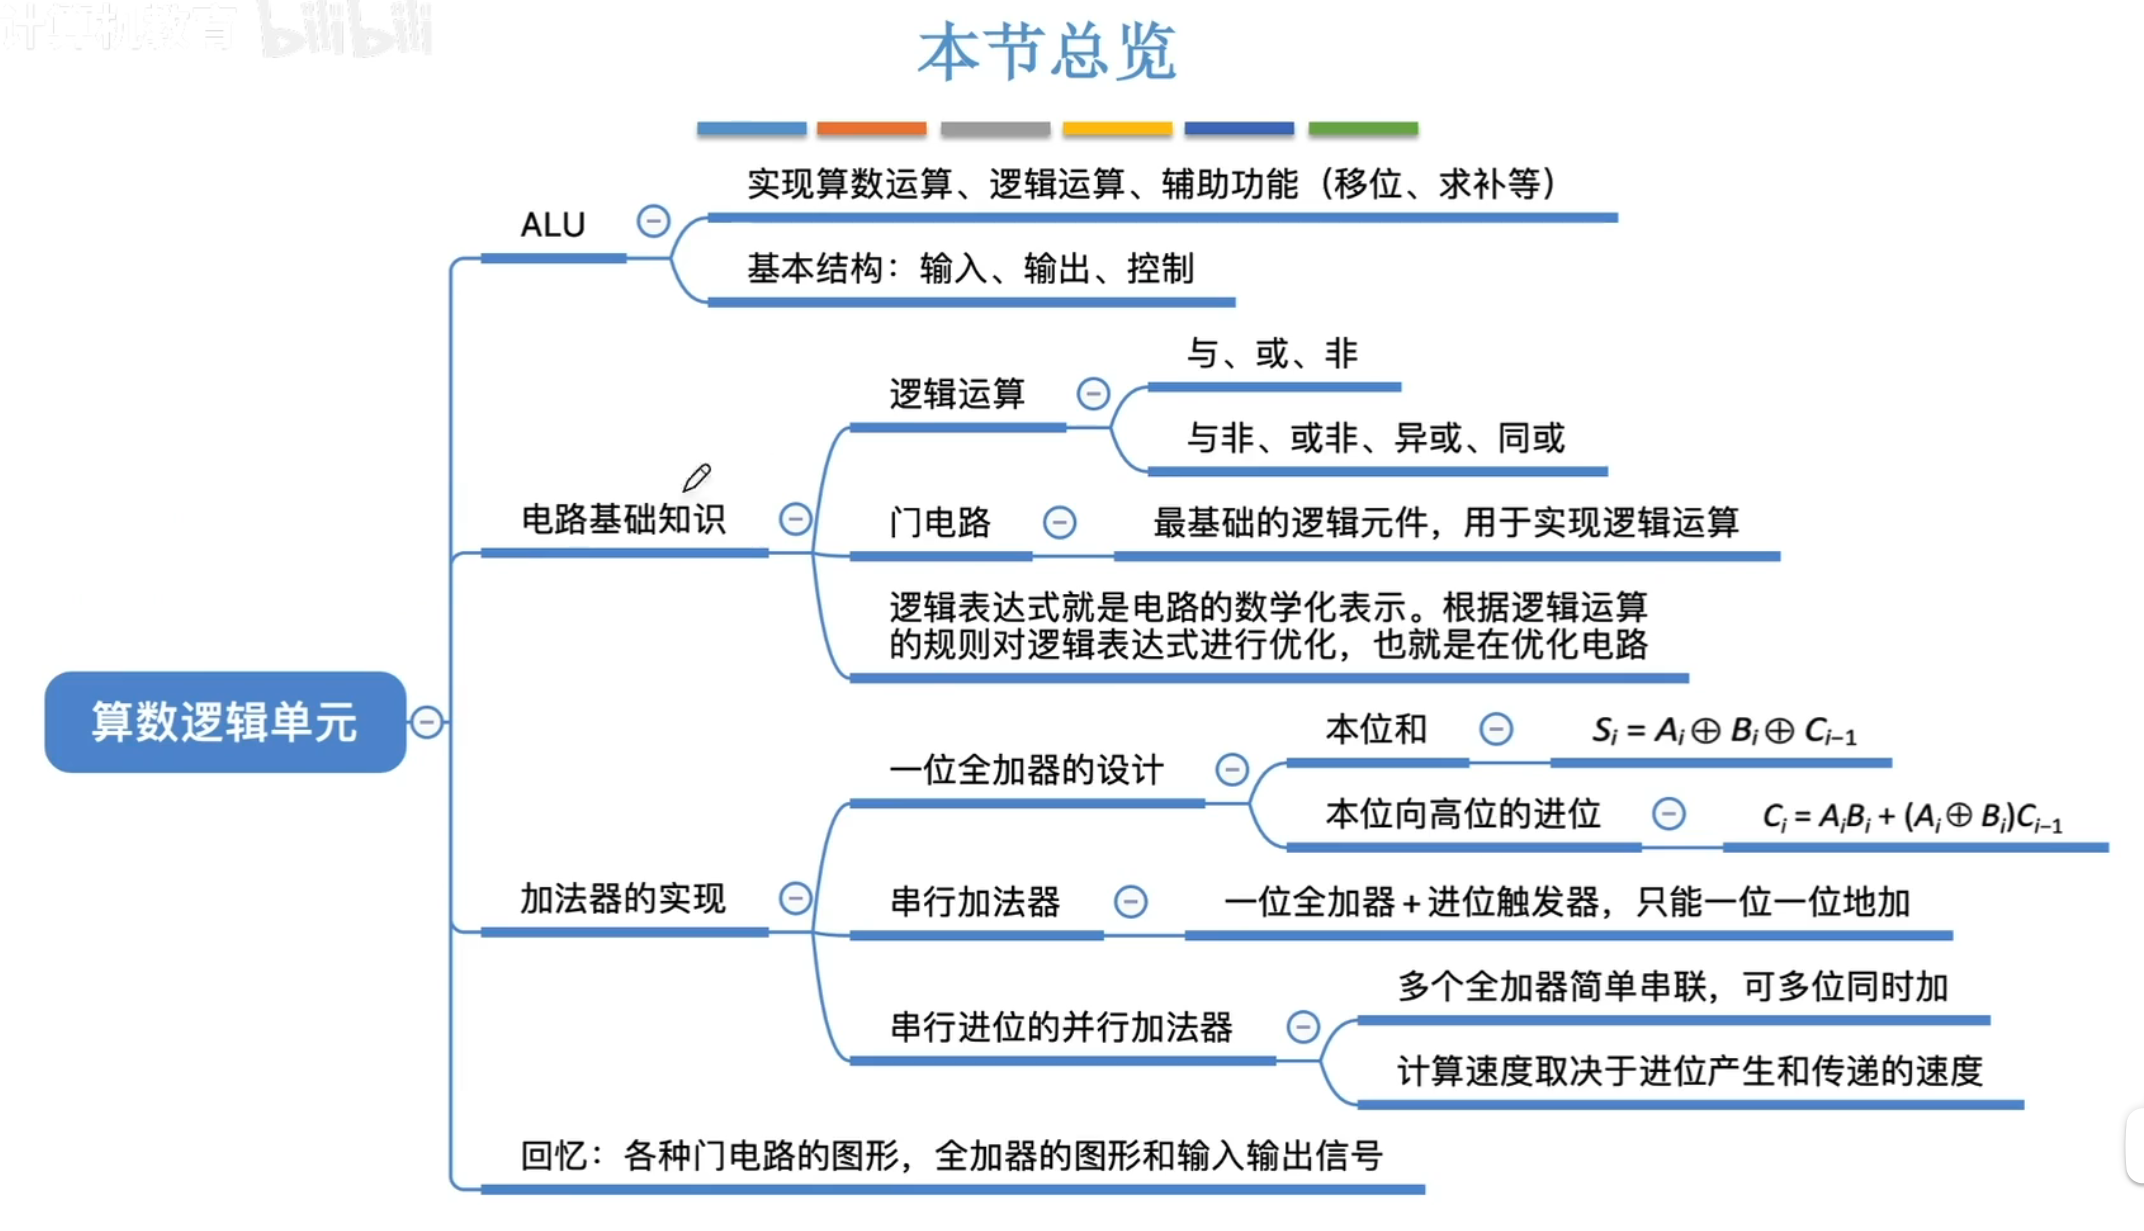 计算机教育 bilibili
本节总览
实现算数运算、逻辑运算、辅助功能（移位、求补等）
ALU
基本结构：输入、输出、控制
与、或、非
逻辑运算
与非、或非、异或、同或
电路基础知识
门电路
最基础的逻辑元件，用于实现逻辑运算
逻辑表达式就是电路的数学化表示。根据逻辑运算
的规则对逻辑表达式进行优化，也就是在优化电路
算数逻辑单元
本位和
Sᵢ = Aᵢ ⊕ Bᵢ ⊕ Cᵢ₋₁
一位全加器的设计
本位向高位的进位
Cᵢ = AᵢBᵢ + (Aᵢ ⊕ Bᵢ)Cᵢ₋₁
加法器的实现
串行加法器
一位全加器 + 进位触发器，只能一位一位地加
多个全加器简单串联，可多位同时加
串行进位的并行加法器
计算速度取决于进位产生和传递的速度
回忆：各种门电路的图形，全加器的图形和输入输出信号